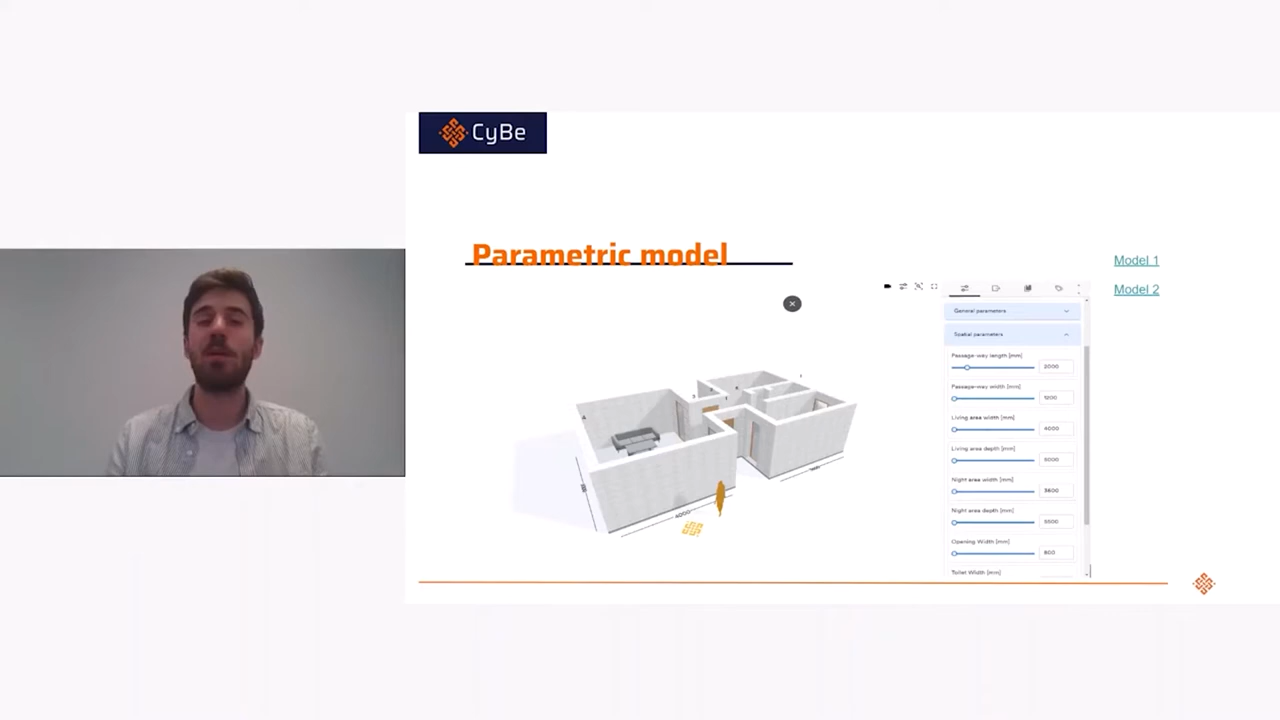 CyBe
Parametric model
Model 1
Model 2
General parameters
Spatial parameters
Passage-way length [mm]
2000
Passage-way width [mm]
1200
Living area width [mm]
4000
Living area depth [mm]
5000
Night area width [mm]
3600
Night area depth [mm]
5500
Opening Width [mm]
800
Toilet Width [mm]
4000